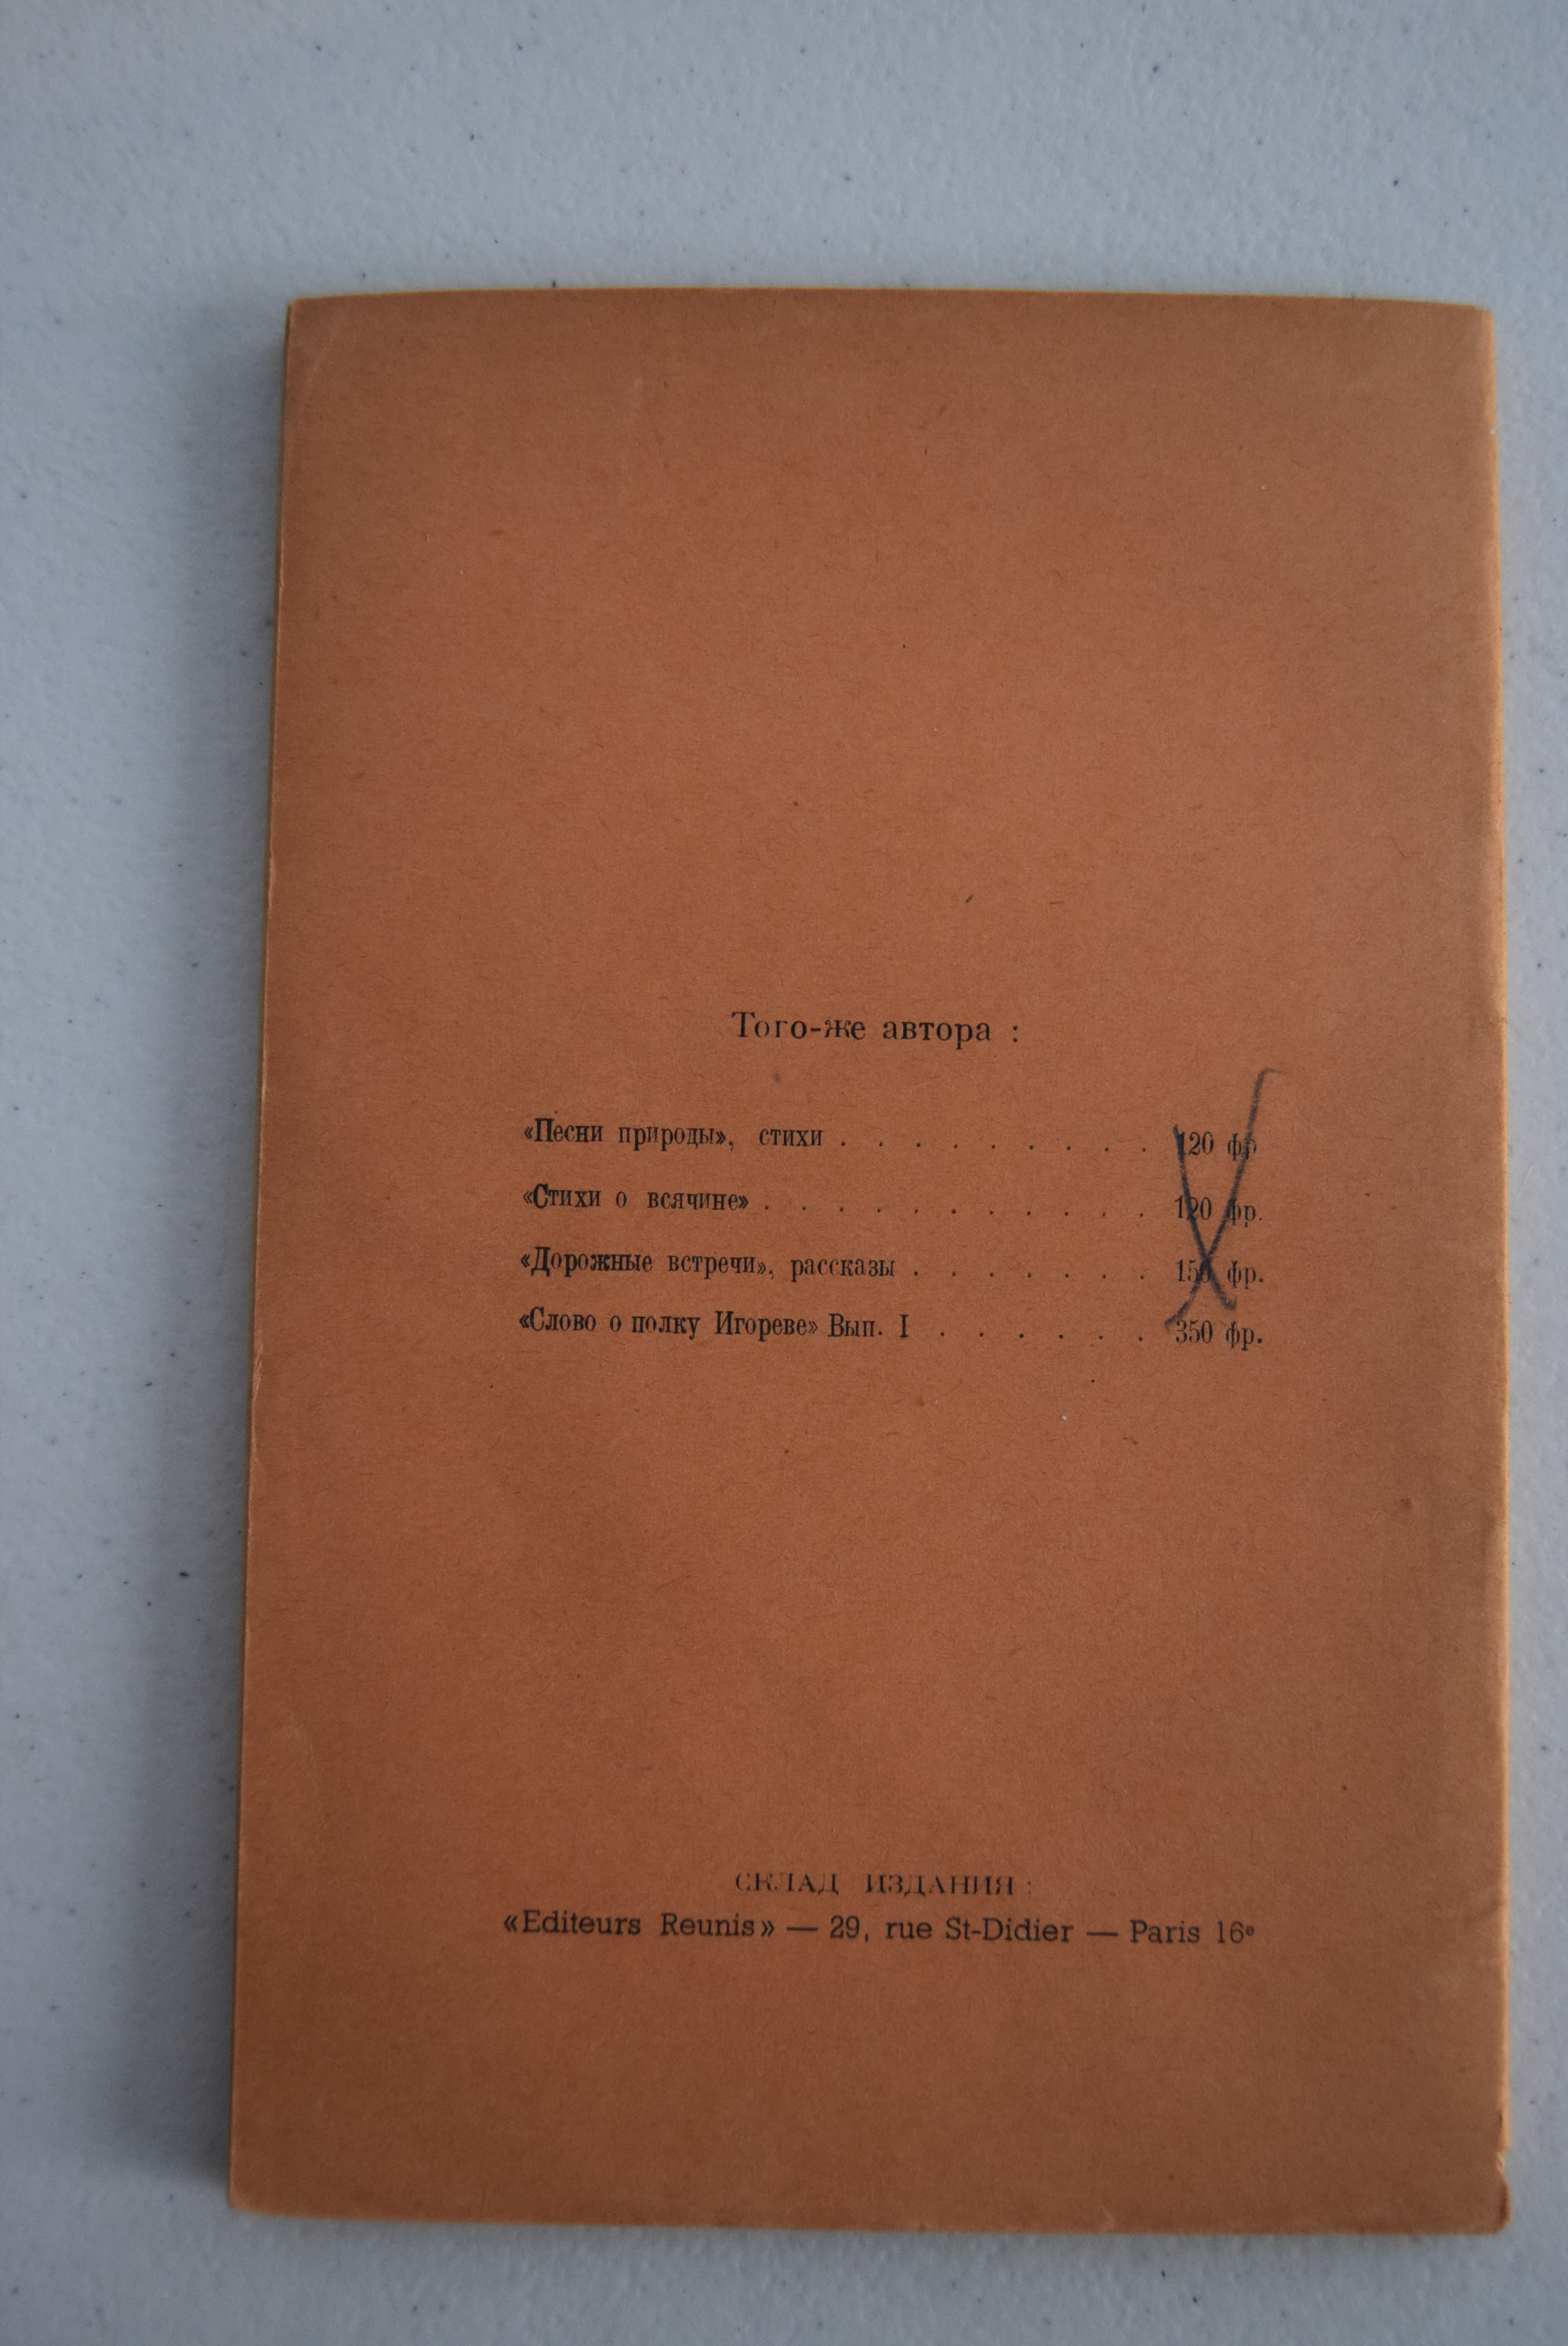 Того-же автора :
«Песни природы», стихи . . . . . . . . . 120 фр.
«Стихи о всячине» . . . . . . . . . . . 120 фр.
«Дорожные встречи», рассказы . . . . . . . 150 фр.
«Слово о полку Игореве» Вып. I . . . . . . 350 фр.
СКЛАД ИЗДАНИЯ :
«Editeurs Reunis» — 29, rue St-Didier — Paris 16ᵉ